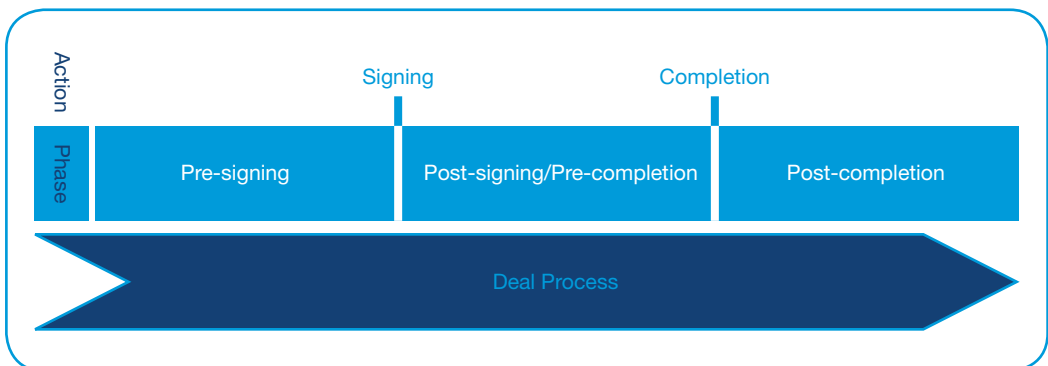 Action
Signing
Completion
Phase
Pre-signing
Post-signing/Pre-completion
Post-completion
Deal Process